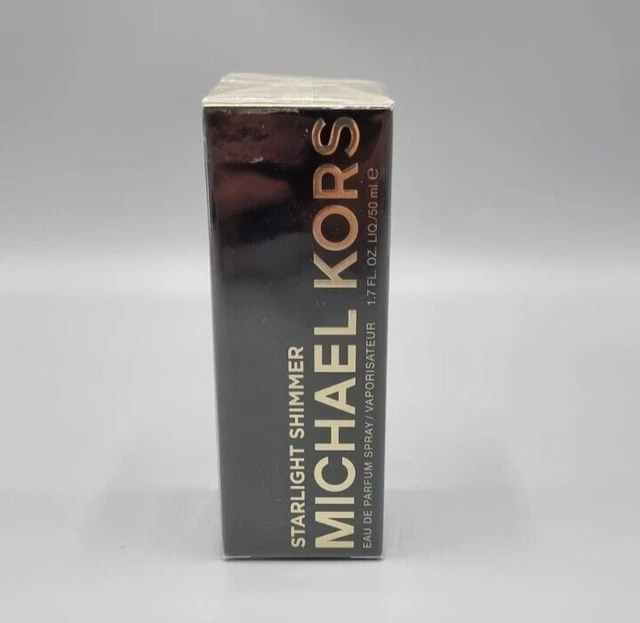 STARLIGHT SHIMMER
MICHAEL KORS
EAU DE PARFUM SPRAY / VAPORISATEUR 1.7 FL. OZ. LIQ./50 ml ℮